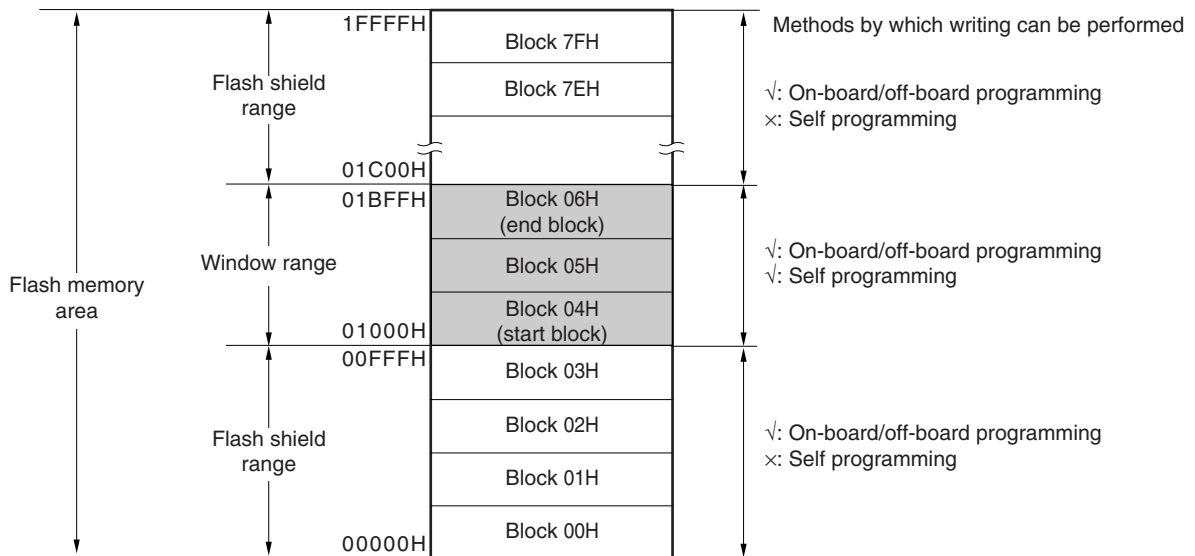 1FFFFH
Methods by which writing can be performed
Block 7FH
Flash shield
range
Block 7EH
√: On-board/off-board programming
×: Self programming
01C00H
01BFFH
Block 06H
(end block)
Window range
Block 05H
√: On-board/off-board programming
√: Self programming
Flash memory
area
Block 04H
(start block)
01000H
00FFFH
Block 03H
Flash shield
range
Block 02H
√: On-board/off-board programming
×: Self programming
Block 01H
Block 00H
00000H